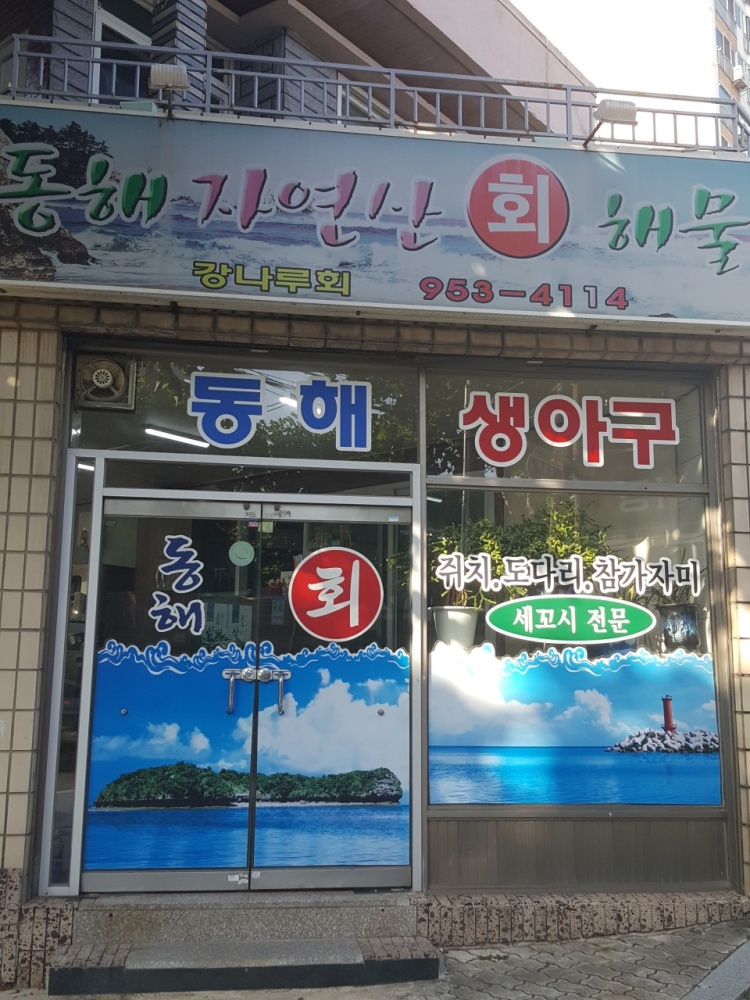 동해 자연산 회 해물
강나루회 953-4114
동해 생아구
동해 회
쥐치.도다리.참가자미
세꼬시 전문